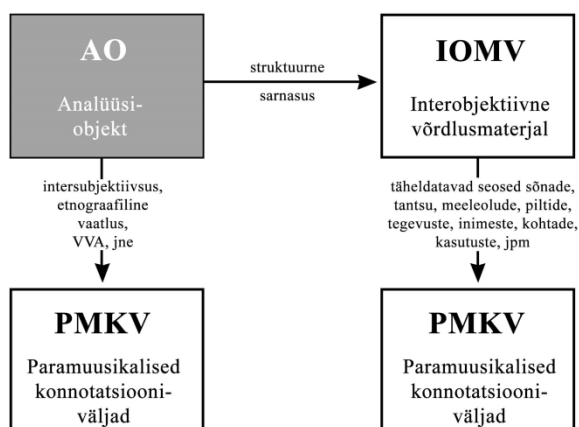 AO
Analüüsi-
objekt
struktuurne
sarnasus
IOMV
Interobjektiivne
võrdlusmaterjal
intersubjektiivsus,
etnograafiline
vaatlus,
VVA, jne
täheldatavad seosed sõnade,
tantsu, meeleolude, piltide,
tegevuste, inimeste, kohtade,
kasutuste, jpm
PMKV
Paramuusikalised
konnotatsiooni-
väljad
PMKV
Paramuusikalised
konnotatsiooni-
väljad